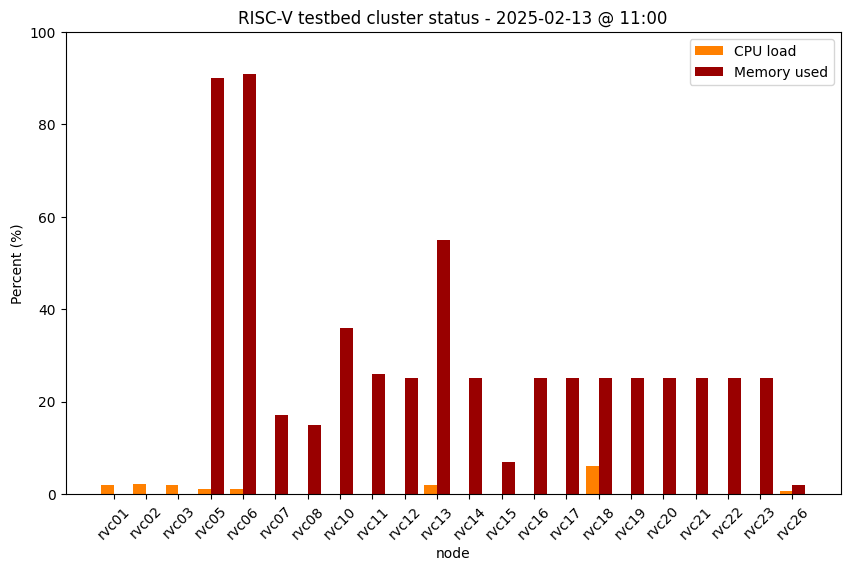 RISC-V testbed cluster status - 2025-02-13 @ 11:00
CPU load
Memory used
Percent (%)
100
80
60
40
20
0
rvc01
rvc02
rvc03
rvc05
rvc06
rvc07
rvc08
rvc10
rvc11
rvc12
rvc13
rvc14
rvc15
rvc16
rvc17
rvc18
rvc19
rvc20
rvc21
rvc22
rvc23
rvc26
node